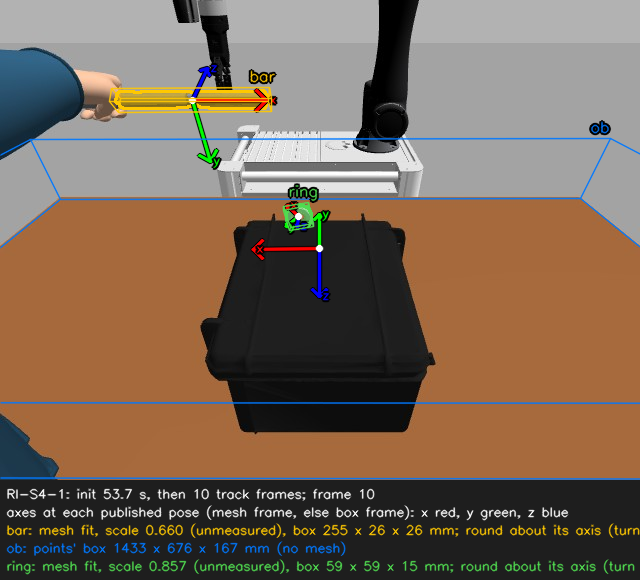 bar
x
z
y
ob
ring
y
x
z
RI-S4-1: init 53.7 s, then 10 track frames; frame 10
axes at each published pose (mesh frame, else box frame): x red, y green, z blue
bar: mesh fit, scale 0.660 (unmeasured), box 255 x 26 x 26 mm; round about its axis (turn
ob: points' box 1433 x 676 x 167 mm (no mesh)
ring: mesh fit, scale 0.857 (unmeasured), box 59 x 59 x 15 mm; round about its axis (turn